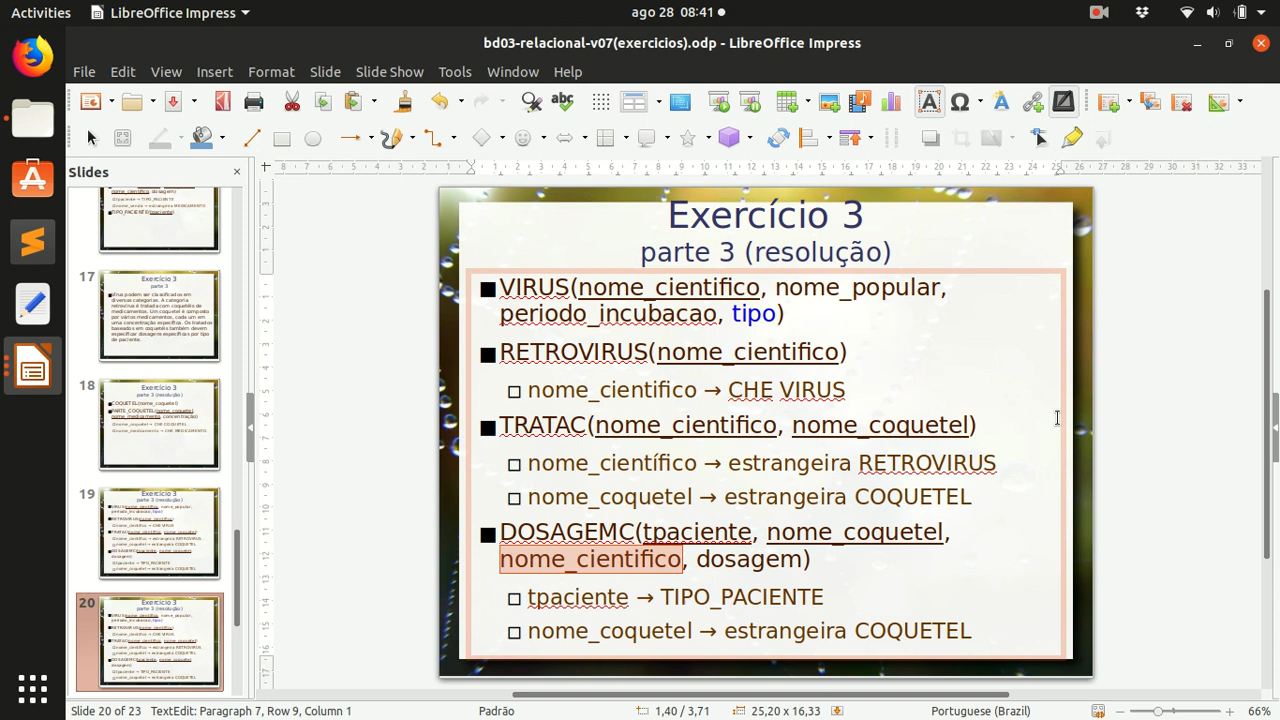 Activities LibreOffice Impress ago 28 08:41
bd03-relacional-v07(exercicios).odp - LibreOffice Impress
File Edit View Insert Format Slide Slide Show Tools Window Help
Slides
17
18
19
20
Exercício 3
parte 3
Exercício 3
parte 3 (resolução)
■VIRUS(nome_cientifico, nome_popular,
periodo_incubacao, tipo)
■RETROVIRUS(nome_cientifico)
□ nome_cientifico → CHE VIRUS
■TRATAC(nome_cientifico, nome_coquetel)
□ nome_científico → estrangeira RETROVIRUS
□ nome_coquetel → estrangeira COQUETEL
■DOSAGEMC(tpaciente, nome_coquetel,
nome_cientifico, dosagem)
□ tpaciente → TIPO_PACIENTE
□ nome_coquetel → estrangeira COQUETEL
Slide 20 of 23 TextEdit: Paragraph 7, Row 9, Column 1 Padrão 1,40 / 3,71 25,20 x 16,33 Portuguese (Brazil) 66%